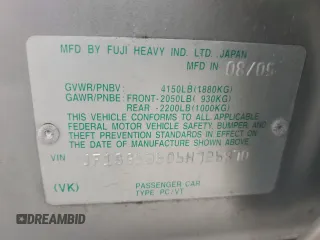 MFD BY FUJI HEAVY IND. LTD. JAPAN
MFD IN 08/05
GVWR/PNBV: 4150LB(1880KG)
GAWR/PNBE: FRONT-2050LB( 930KG)
REAR -2200LB(1000KG)
THIS VEHICLE CONFORMS TO ALL APPLICABLE
FEDERAL MOTOR VEHICLE SAFETY, BUMPER, AND
THEFT PREVENTION STANDARDS IN EFFECT ON THE
DATE OF MANUFACTURE SHOWN ABOVE
VIN
(VK)
PASSENGER CAR
TYPE PC/VT
DREAMBID